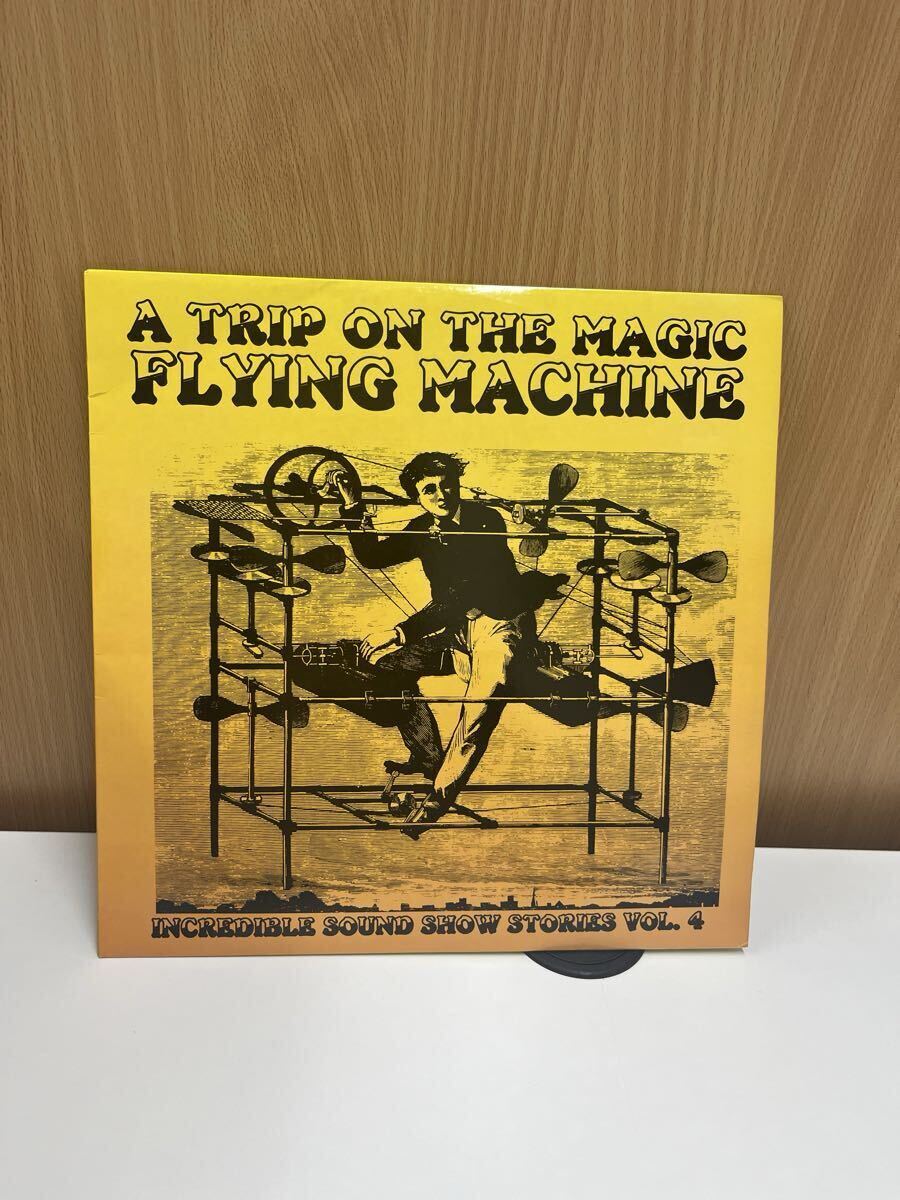 A TRIP ON THE MAGIC
FLYING MACHINE
INCREDIBLE SOUND SHOW STORIES VOL. 4